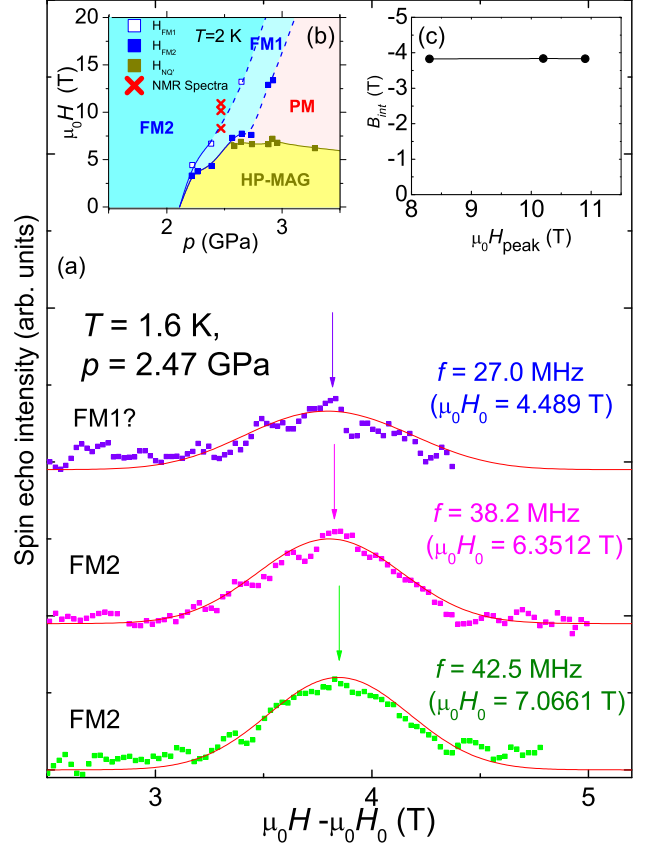 20
15
10
5
0
μ₀H (T)
H_FM1
H_FM2
H_NQ'
NMR Spectra
T=2 K
FM1
(b)
FM2
PM
HP-MAG
2
3
p (GPa)
-5
-4
-3
-2
-1
0
B_int (T)
(c)
8
9
10
11
μ₀H_peak (T)
(a)
Spin echo intensity (arb. units)
T = 1.6 K,
p = 2.47 GPa
f = 27.0 MHz
(μ₀H₀ = 4.489 T)
FM1?
f = 38.2 MHz
(μ₀H₀ = 6.3512 T)
FM2
f = 42.5 MHz
(μ₀H₀ = 7.0661 T)
FM2
3
4
5
μ₀H -μ₀H₀ (T)